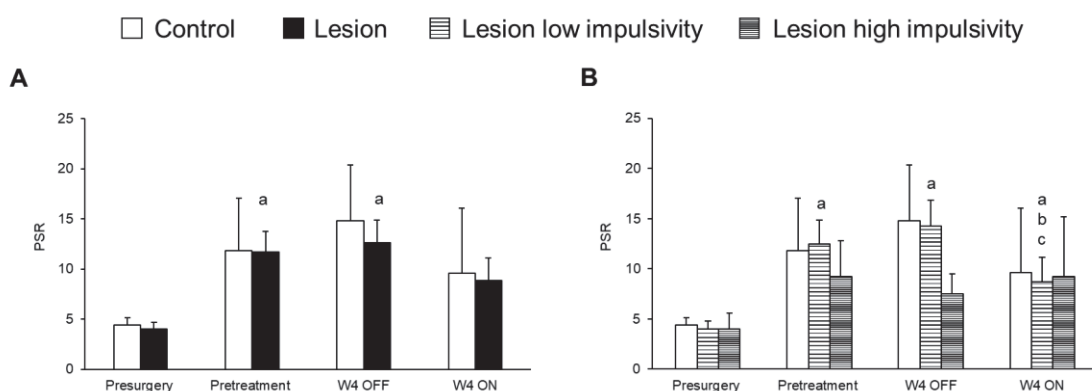 Control Lesion Lesion low impulsivity Lesion high impulsivity
A
25
20
15
10
5
0
PSR
a
a
Presurgery Pretreatment W4 OFF W4 ON
B
25
20
15
10
5
0
PSR
a
a
a
b
c
Presurgery Pretreatment W4 OFF W4 ON